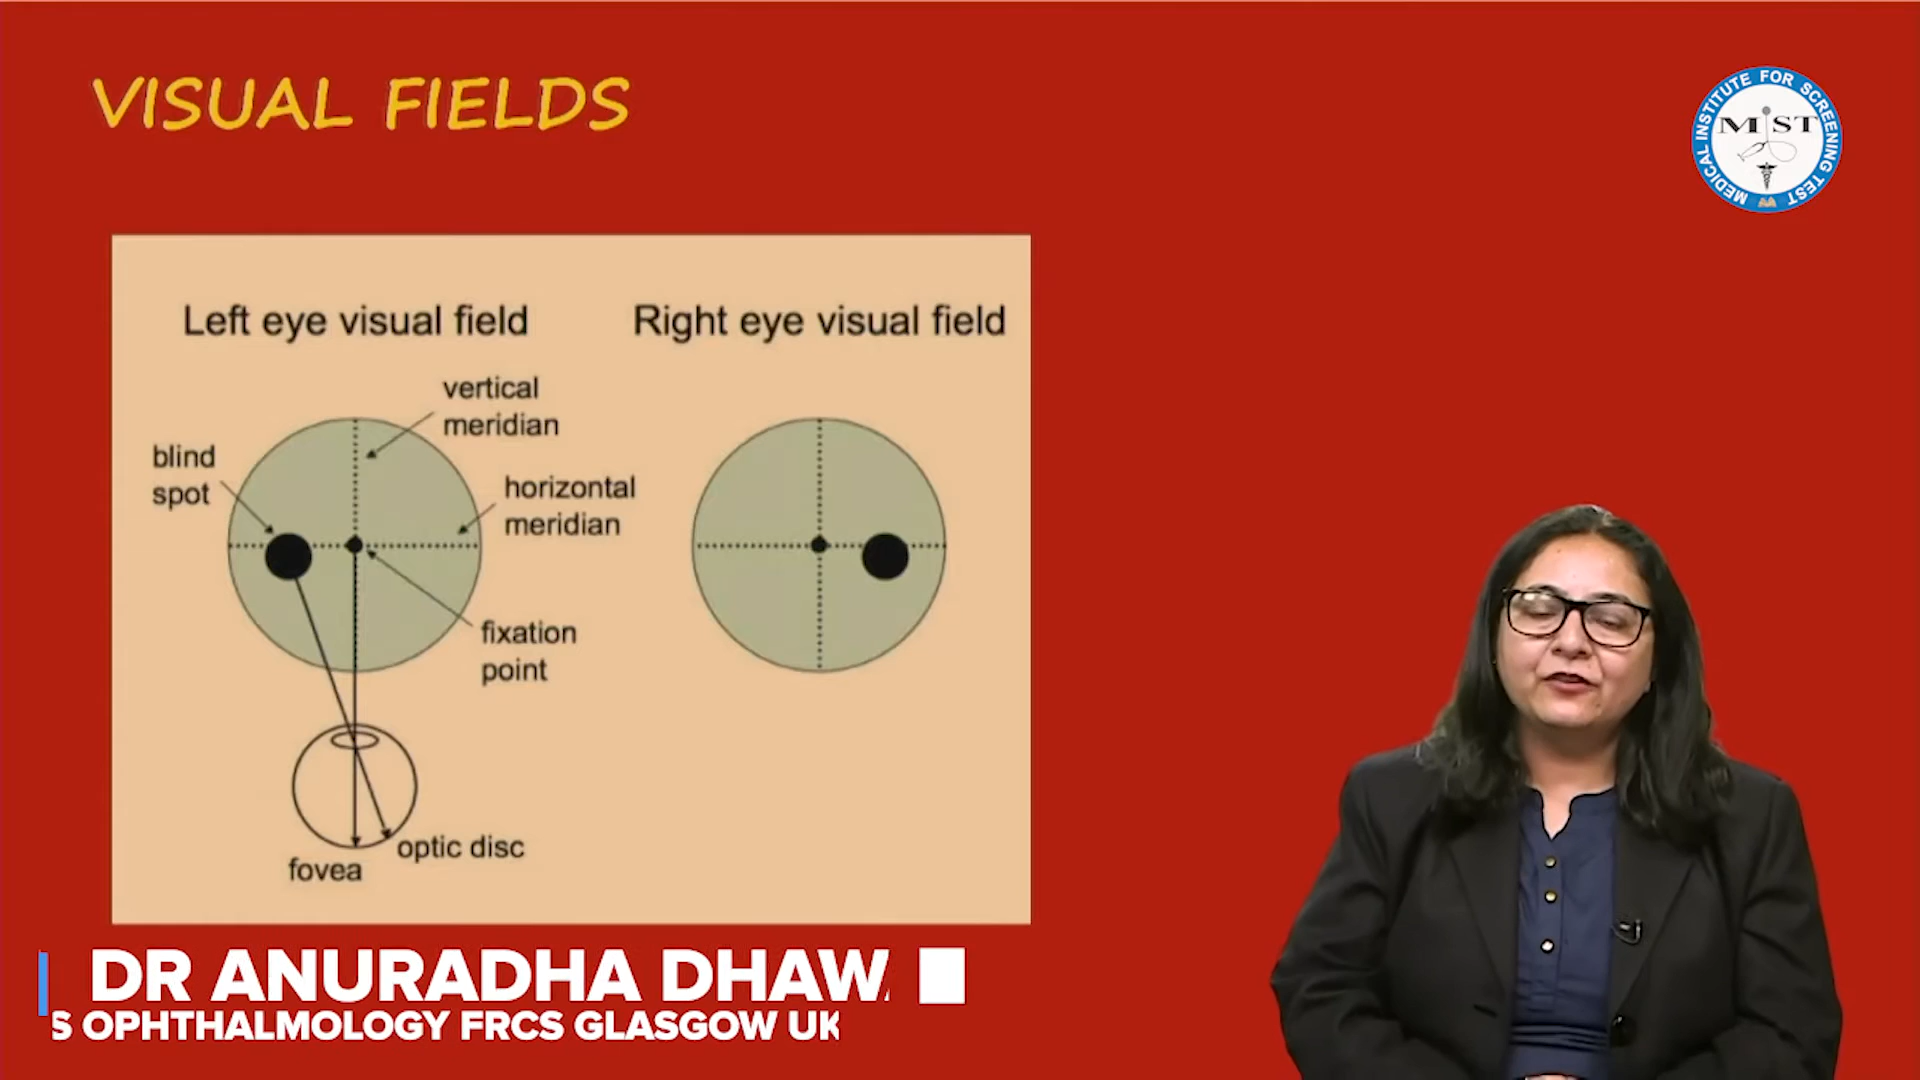 VISUAL FIELDS
MEDICAL INSTITUTE FOR SCREENING TEST
MIST
Left eye visual field
Right eye visual field
vertical
meridian
blind
spot
horizontal
meridian
fixation
point
optic disc
fovea
DR ANURADHA DHAW
S OPHTHALMOLOGY FRCS GLASGOW UK